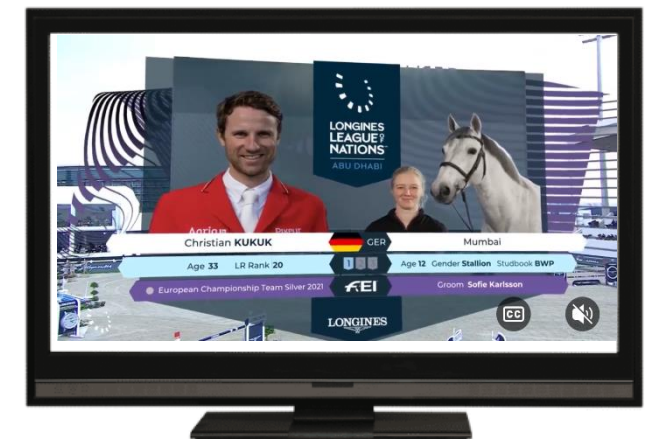 LONGINES
LEAGUE OF
NATIONS
ABU DHABI
Christian KUKUK
GER
Mumbai
Age 33 LR Rank 20
1
Age 12 Gender Stallion Studbook BWP
European Championship Team Silver 2021
FEI
Groom Sofie Karlsson
LONGINES
CC